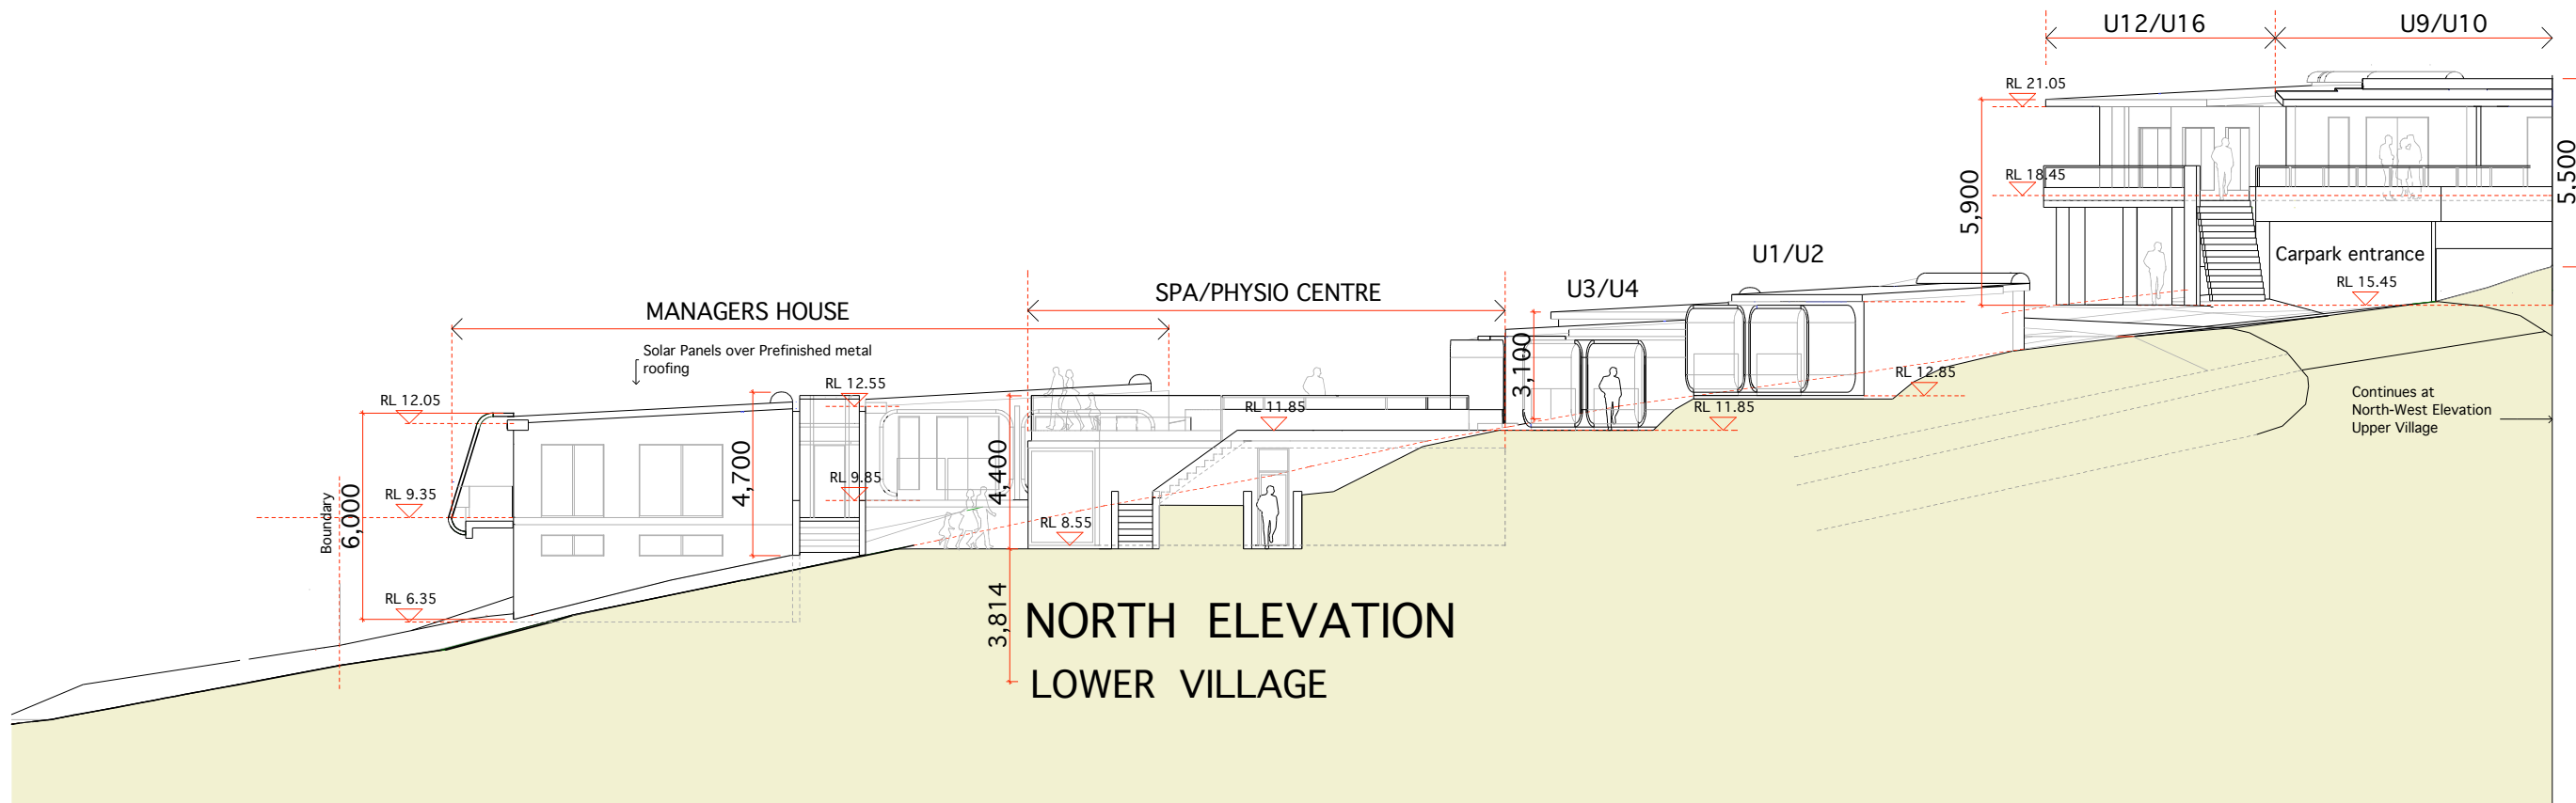 U12/U16
U9/U10
RL 21.05
5,500
RL 18.45
5,900
U1/U2
Carpark entrance
RL 15.45
U3/U4
SPA/PHYSIO CENTRE
MANAGERS HOUSE
Solar Panels over Prefinished metal
roofing
3,100
RL 12.85
RL 12.55
RL 12.05
RL 11.85
RL 11.85
Continues at
North-West Elevation
Upper Village
4,700
4,400
RL 9.85
RL 9.35
Boundary
6,000
RL 8.55
RL 6.35
3,814
NORTH ELEVATION
LOWER VILLAGE